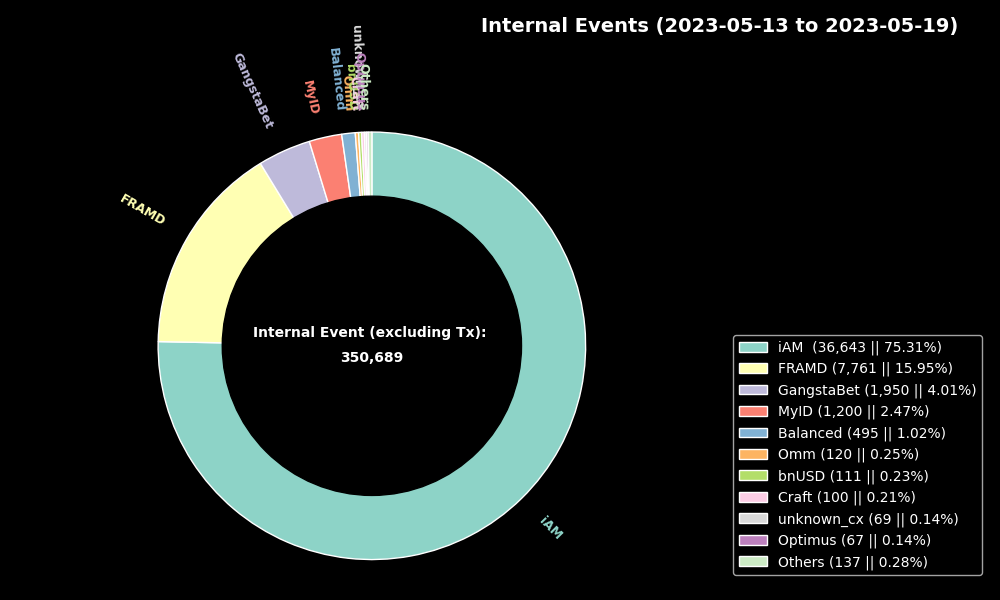 Internal Events (2023-05-13 to 2023-05-19)
GangstaBet
MyID
Balanced
Omm
Others
FRAMD
iAM
Internal Event (excluding Tx):
350,689
iAM  (36,643 || 75.31%)
FRAMD (7,761 || 15.95%)
GangstaBet (1,950 || 4.01%)
MyID (1,200 || 2.47%)
Balanced (495 || 1.02%)
Omm (120 || 0.25%)
bnUSD (111 || 0.23%)
Craft (100 || 0.21%)
unknown_cx (69 || 0.14%)
Optimus (67 || 0.14%)
Others (137 || 0.28%)